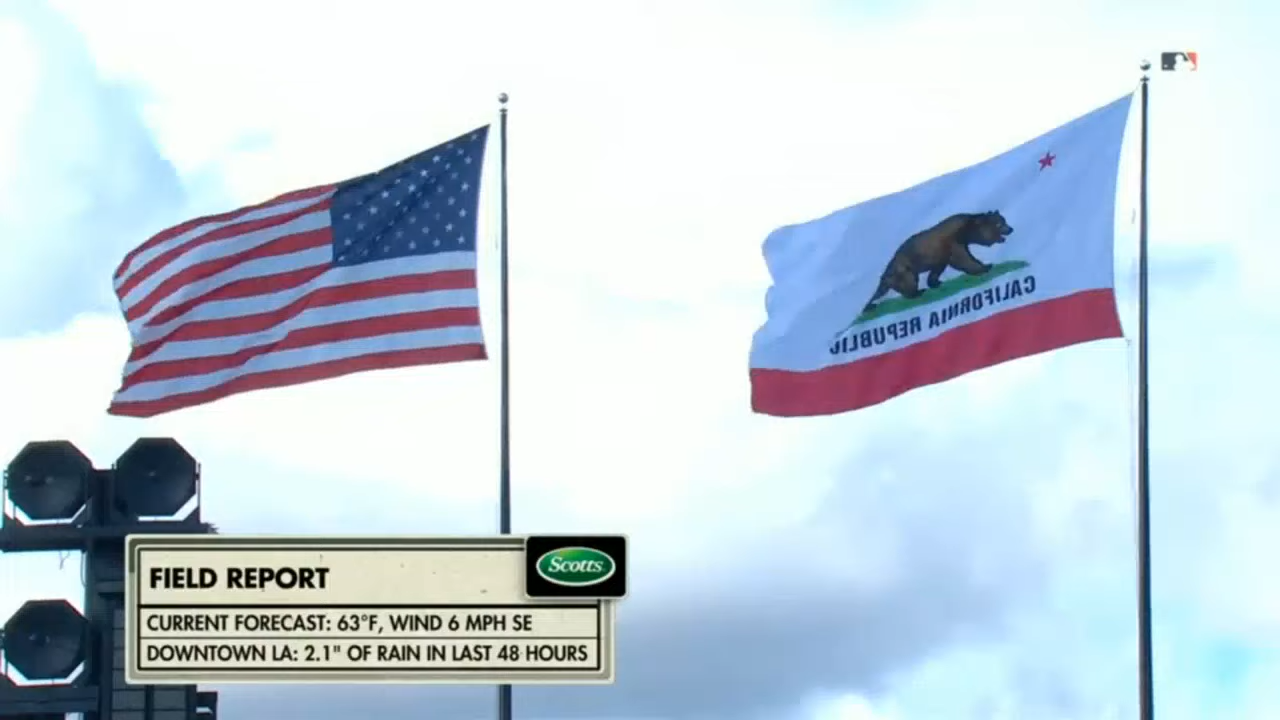 CALIFORNIA REPUBLIC
FIELD REPORT
Scotts
CURRENT FORECAST: 63°F, WIND 6 MPH SE
DOWNTOWN LA: 2.1" OF RAIN IN LAST 48 HOURS